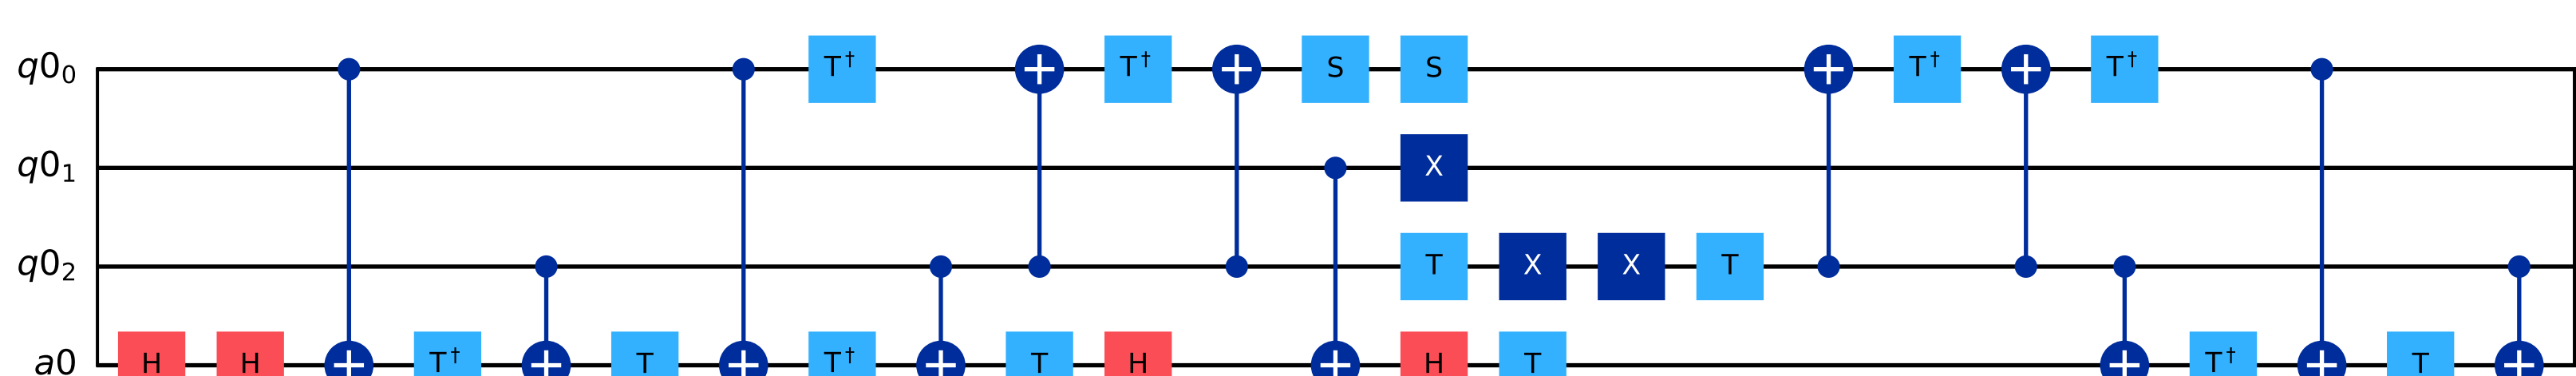 q0₀ T† T† S S T† T†
q0₁ X
q0₂ T X X T
a0 H H T† T T† T H H T T† T